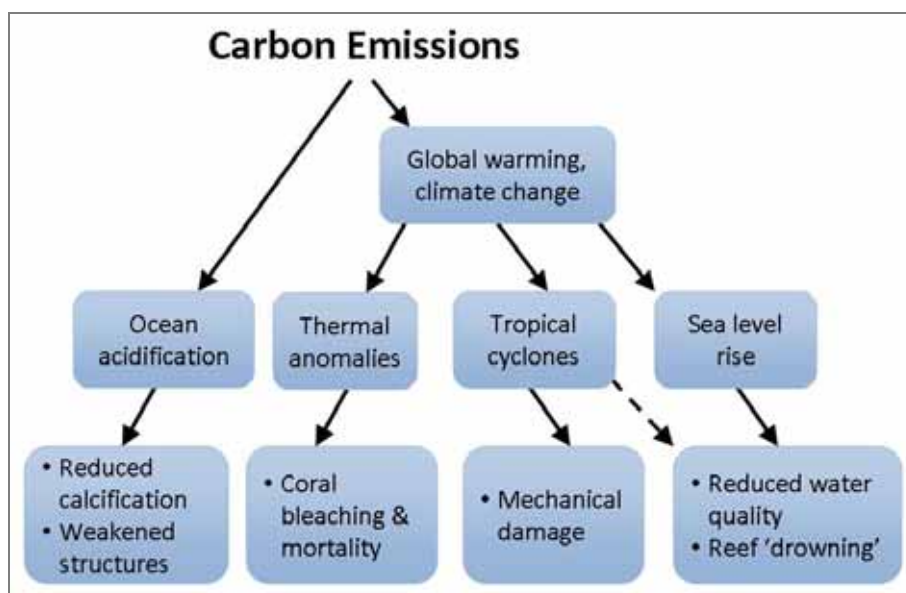 Carbon Emissions
Global warming,
climate change
Ocean
acidification
Thermal
anomalies
Tropical
cyclones
Sea level
rise
• Reduced
calcification
• Weakened
structures
• Coral
bleaching &
mortality
• Mechanical
damage
• Reduced water
quality
• Reef ‘drowning’